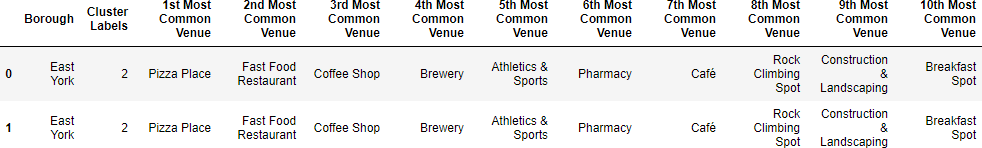 Borough Cluster Labels 1st Most Common Venue 2nd Most Common Venue 3rd Most Common Venue 4th Most Common Venue 5th Most Common Venue 6th Most Common Venue 7th Most Common Venue 8th Most Common Venue 9th Most Common Venue 10th Most Common Venue
0 East York 2 Pizza Place Fast Food Restaurant Coffee Shop Brewery Athletics & Sports Pharmacy Café Rock Climbing Spot Construction & Landscaping Breakfast Spot
1 East York 2 Pizza Place Fast Food Restaurant Coffee Shop Brewery Athletics & Sports Pharmacy Café Rock Climbing Spot Construction & Landscaping Breakfast Spot